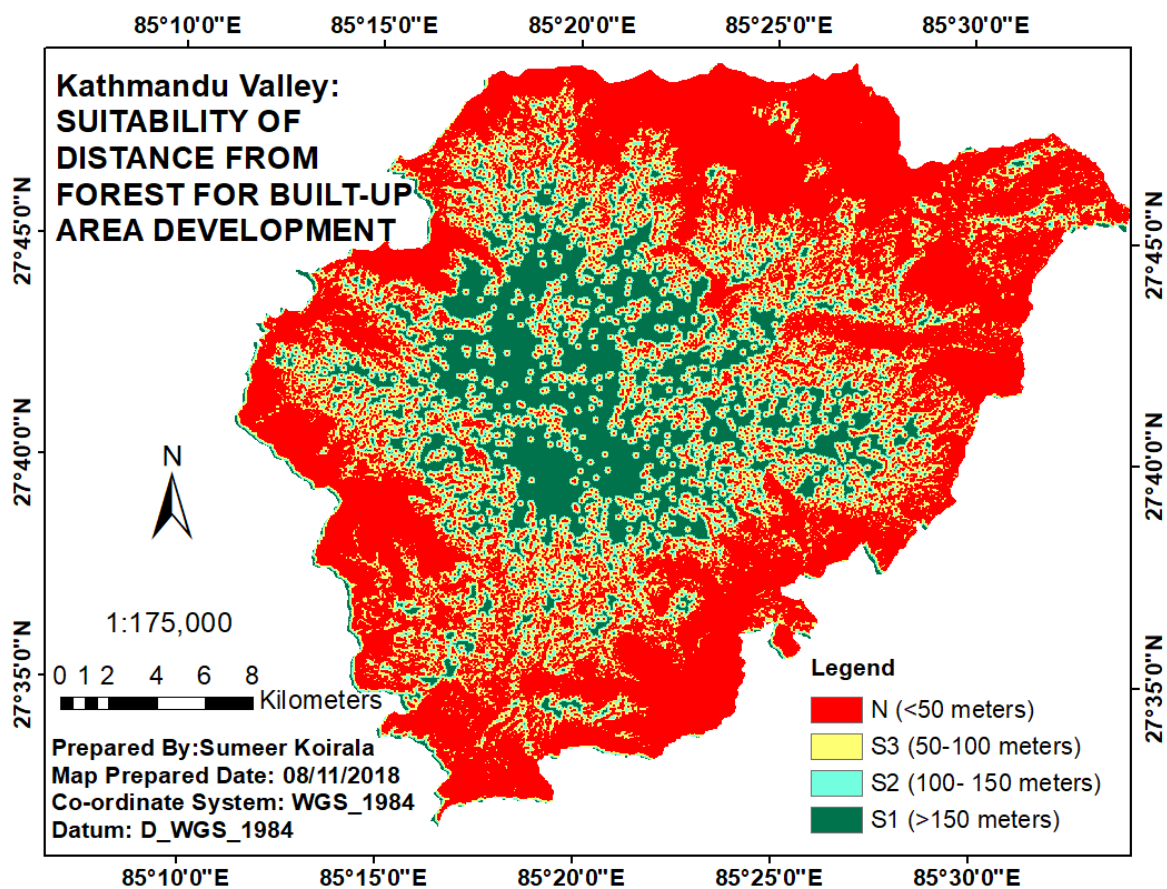 85°10'0"E 85°15'0"E 85°20'0"E 85°25'0"E 85°30'0"E
Kathmandu Valley:
SUITABILITY OF
DISTANCE FROM
FOREST FOR BUILT-UP
AREA DEVELOPMENT
27°45'0"N
27°40'0"N
27°35'0"N
27°45'0"N
27°40'0"N
27°35'0"N
N
1:175,000
0 1 2 4 6 8
Kilometers
Prepared By:Sumeer Koirala
Map Prepared Date: 08/11/2018
Co-ordinate System: WGS_1984
Datum: D_WGS_1984
Legend
N (<50 meters)
S3 (50-100 meters)
S2 (100- 150 meters)
S1 (>150 meters)
85°10'0"E 85°15'0"E 85°20'0"E 85°25'0"E 85°30'0"E